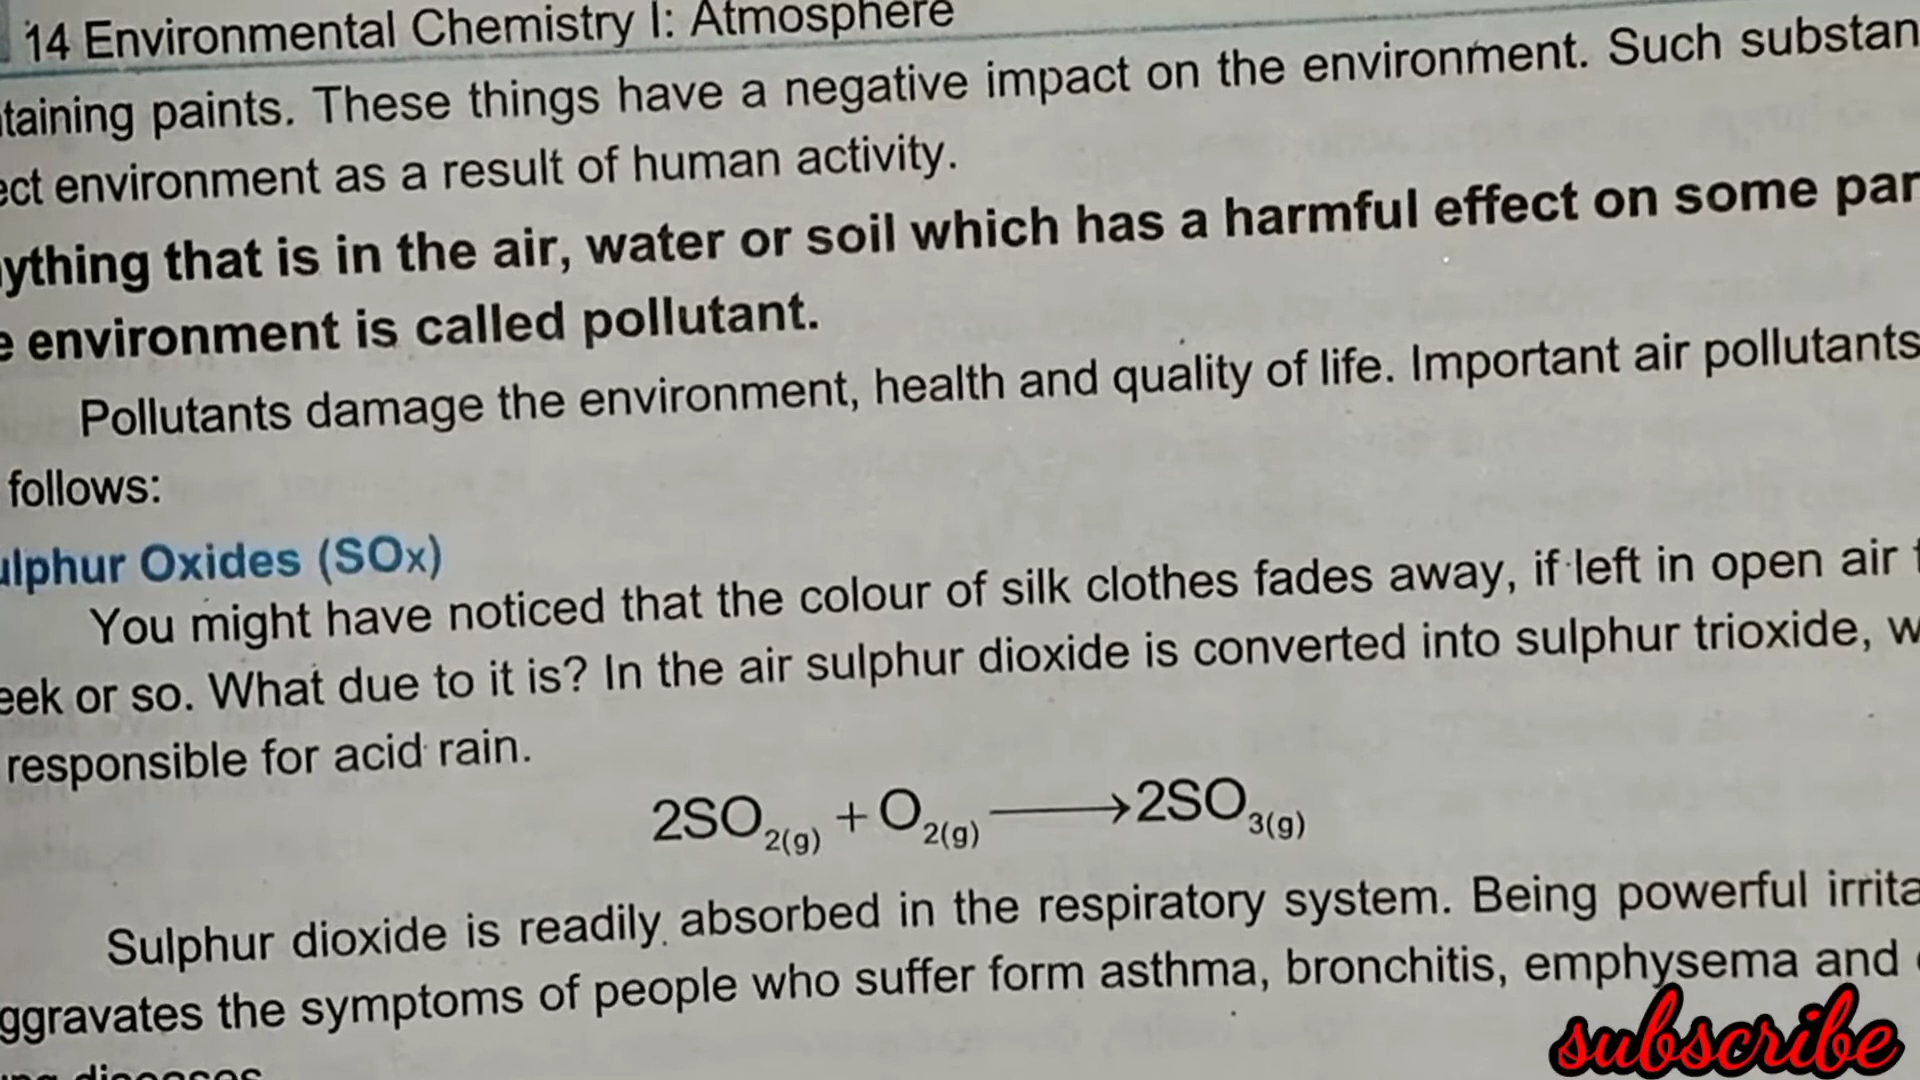 14 Environmental Chemistry I: Atmosphere
taining paints. These things have a negative impact on the environment. Such substan
ect environment as a result of human activity.
ything that is in the air, water or soil which has a harmful effect on some par
e environment is called pollutant.
Pollutants damage the environment, health and quality of life. Important air pollutants
follows:
ulphur Oxides (SOx)
You might have noticed that the colour of silk clothes fades away, if left in open air f
eek or so. What due to it is? In the air sulphur dioxide is converted into sulphur trioxide, w
responsible for acid rain.
2SO2(g) + O2(g) ⟶ 2SO3(g)
Sulphur dioxide is readily absorbed in the respiratory system. Being powerful irrita
ggravates the symptoms of people who suffer form asthma, bronchitis, emphysema and
subscribe